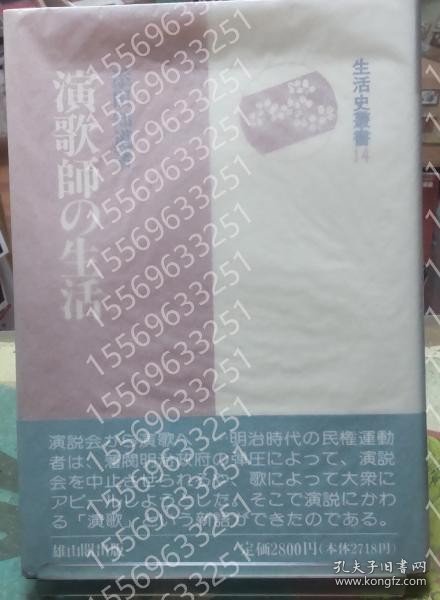 生活史叢書14
演歌師の生活
演説会から演歌へ――明治時代の民権運動
者は、藩閥明治政府の弾圧によって、演説
会を中止させられ、歌によって大衆に
アピールしようとした。そこで演説にかわ
る「演歌」という新語ができたのである。
雄山閣出版 定価2800円(本体2718円)
15569633251
孔夫子旧书网
www.kongfz.com